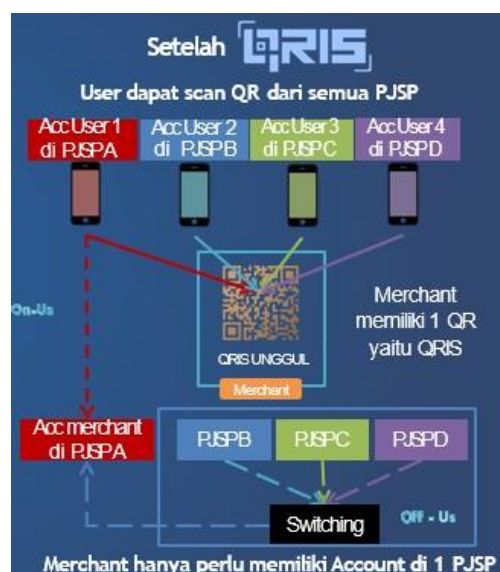 Setelah QRIS
User dapat scan QR dari semua PJSP
Acc User 1
di PJSPA
Acc User 2
di PJSPB
Acc User 3
di PJSPC
Acc User 4
di PJSPD
On-Us
QRIS UNGGUL
Merchant
Merchant
memiliki 1 QR
yaitu QRIS
Acc merchant
di PJSPA
PJSPB
PJSPC
PJSPD
Switching
Off - Us
Merchant hanya perlu memiliki Account di 1 PJSP